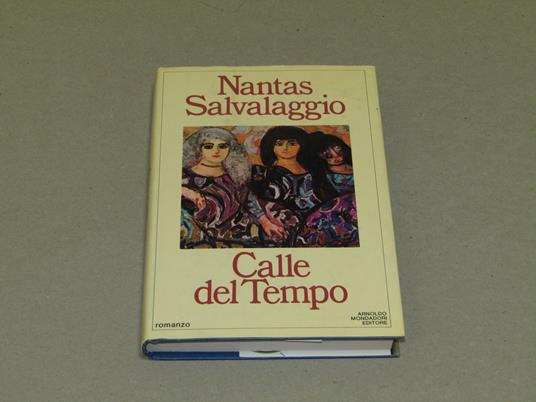 Nantas
Salvalaggio
Calle
del Tempo
romanzo
ARNOLDO
MONDADORI
EDITORE